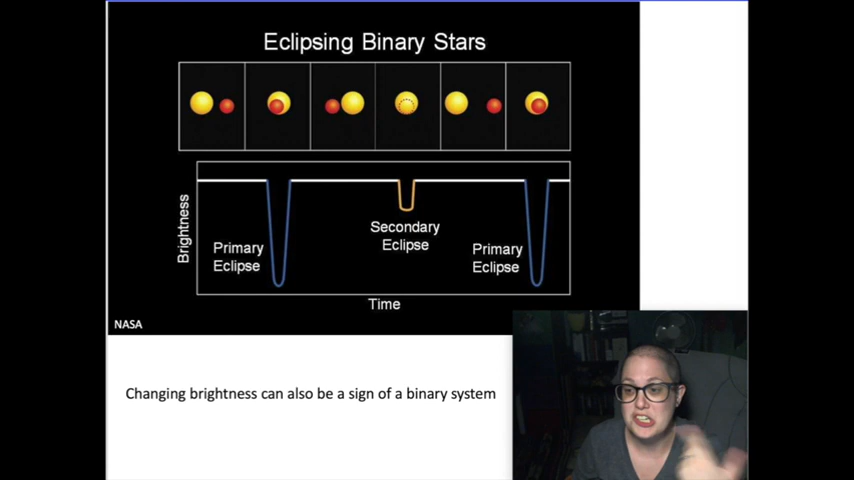 Eclipsing Binary Stars
Brightness
Primary
Eclipse
Secondary
Eclipse
Primary
Eclipse
Time
NASA
Changing brightness can also be a sign of a binary system